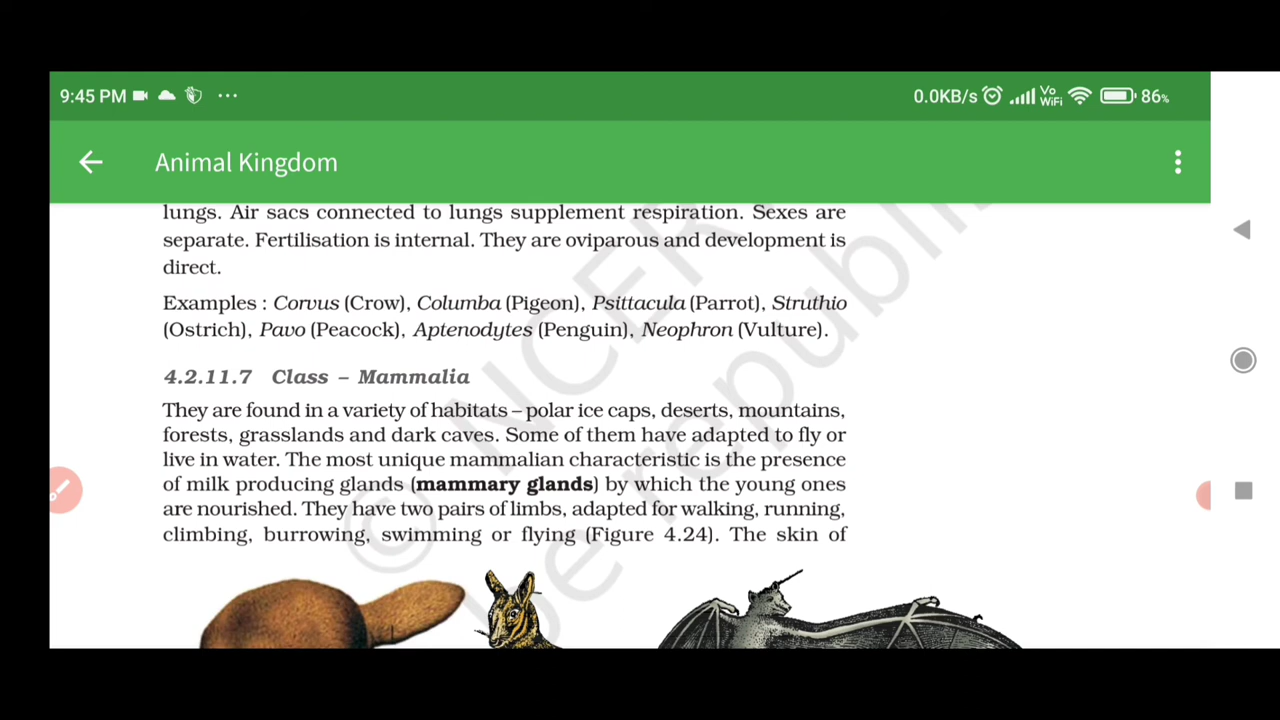 9:45 PM ... 0.0KB/s Vo WiFi 86%
Animal Kingdom
lungs. Air sacs connected to lungs supplement respiration. Sexes are
separate. Fertilisation is internal. They are oviparous and development is
direct.
Examples : Corvus (Crow), Columba (Pigeon), Psittacula (Parrot), Struthio
(Ostrich), Pavo (Peacock), Aptenodytes (Penguin), Neophron (Vulture).
4.2.11.7 Class – Mammalia
They are found in a variety of habitats – polar ice caps, deserts, mountains,
forests, grasslands and dark caves. Some of them have adapted to fly or
live in water. The most unique mammalian characteristic is the presence
of milk producing glands (mammary glands) by which the young ones
are nourished. They have two pairs of limbs, adapted for walking, running,
climbing, burrowing, swimming or flying (Figure 4.24). The skin of
© NCER
be republi